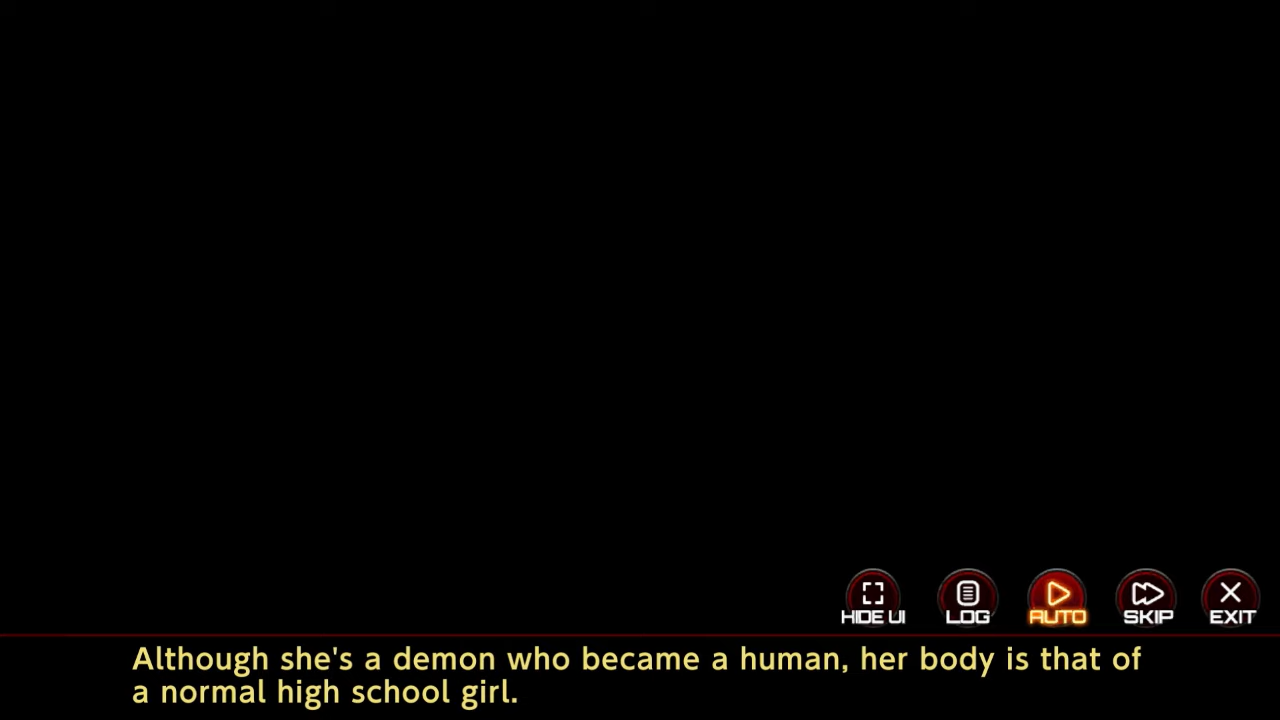 HIDE UI LOG AUTO SKIP EXIT
Although she's a demon who became a human, her body is that of
a normal high school girl.